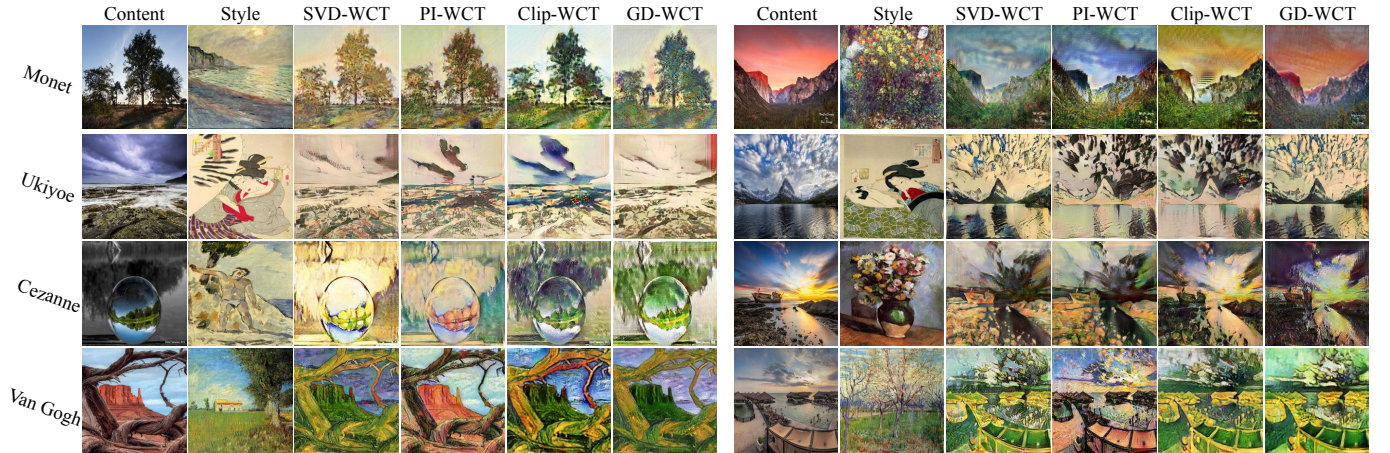 Content Style SVD-WCT PI-WCT Clip-WCT GD-WCT Content Style SVD-WCT PI-WCT Clip-WCT GD-WCT
Monet
Ukiyoe
Cezanne
Van Gogh